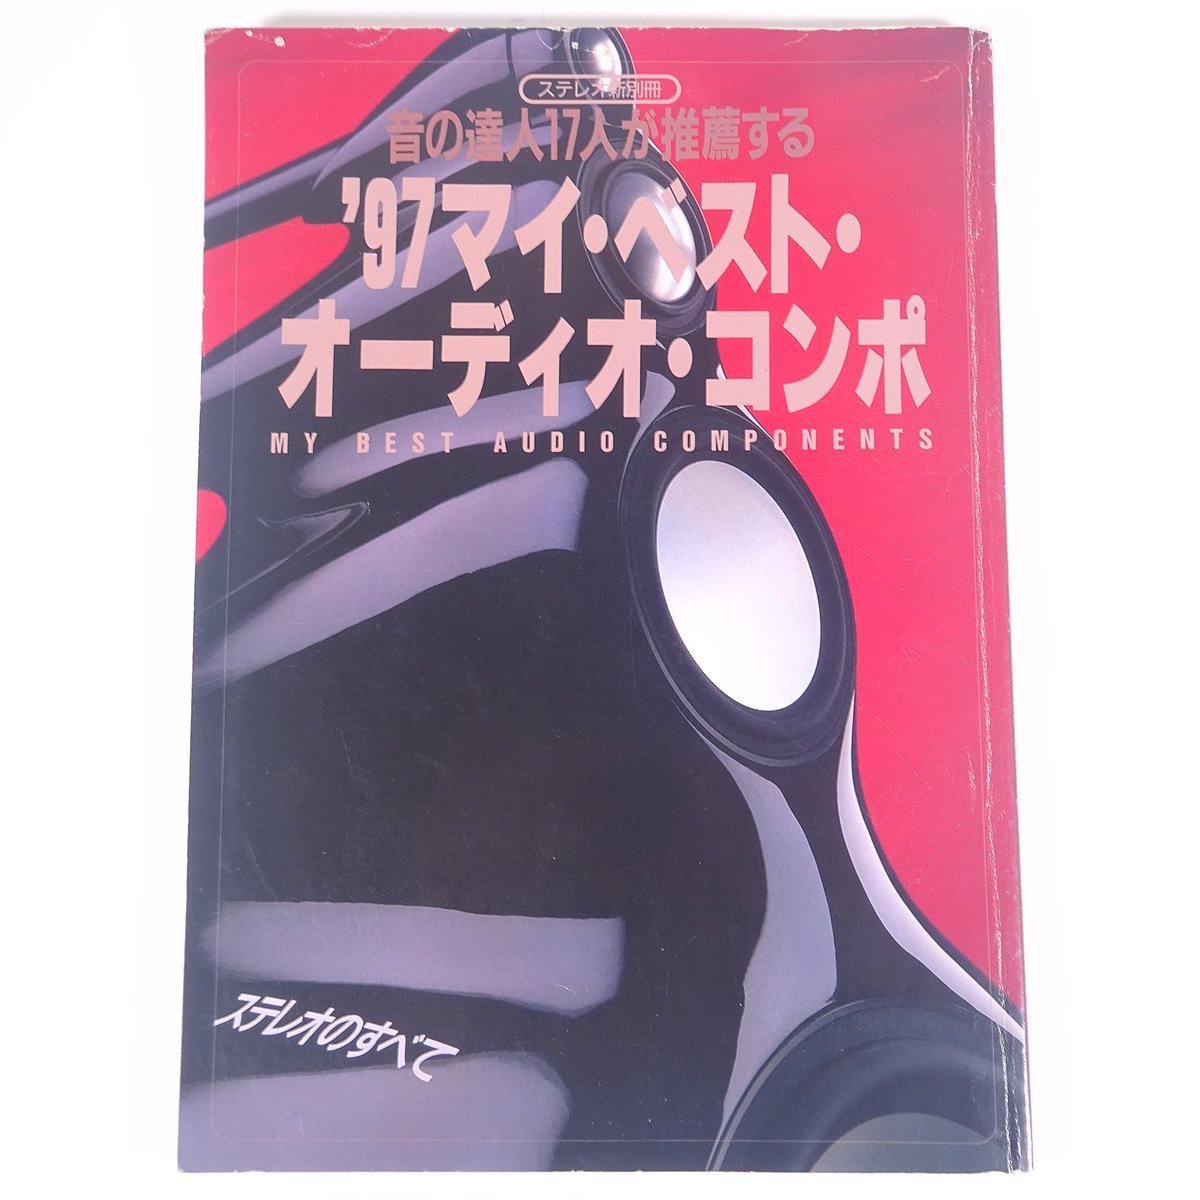 ステレオ新別冊
音の達人17人が推薦する
’97マイ・ベスト・
オーディオ・コンポ
MY BEST AUDIO COMPONENTS
ステレオのすべて